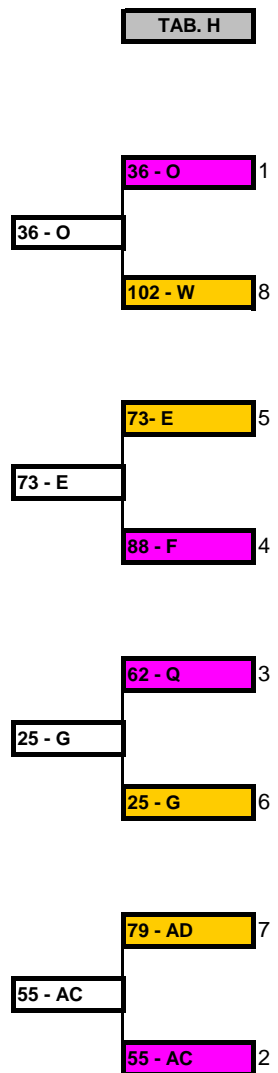 TAB. H
36 - O 1
36 - O
102 - W 8
73- E 5
73 - E
88 - F 4
62 - Q 3
25 - G
25 - G 6
79 - AD 7
55 - AC
55 - AC 2